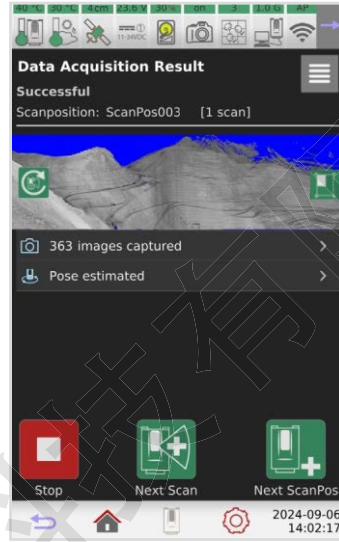 40 °C 30 °C 4cm 23.6 V 30% on 3 1.0 G AP
11-34VDC
Data Acquisition Result
Successful
Scanposition: ScanPos003 [1 scan]
363 images captured
Pose estimated
Stop Next Scan Next ScanPos
2024-09-06
14:02:17